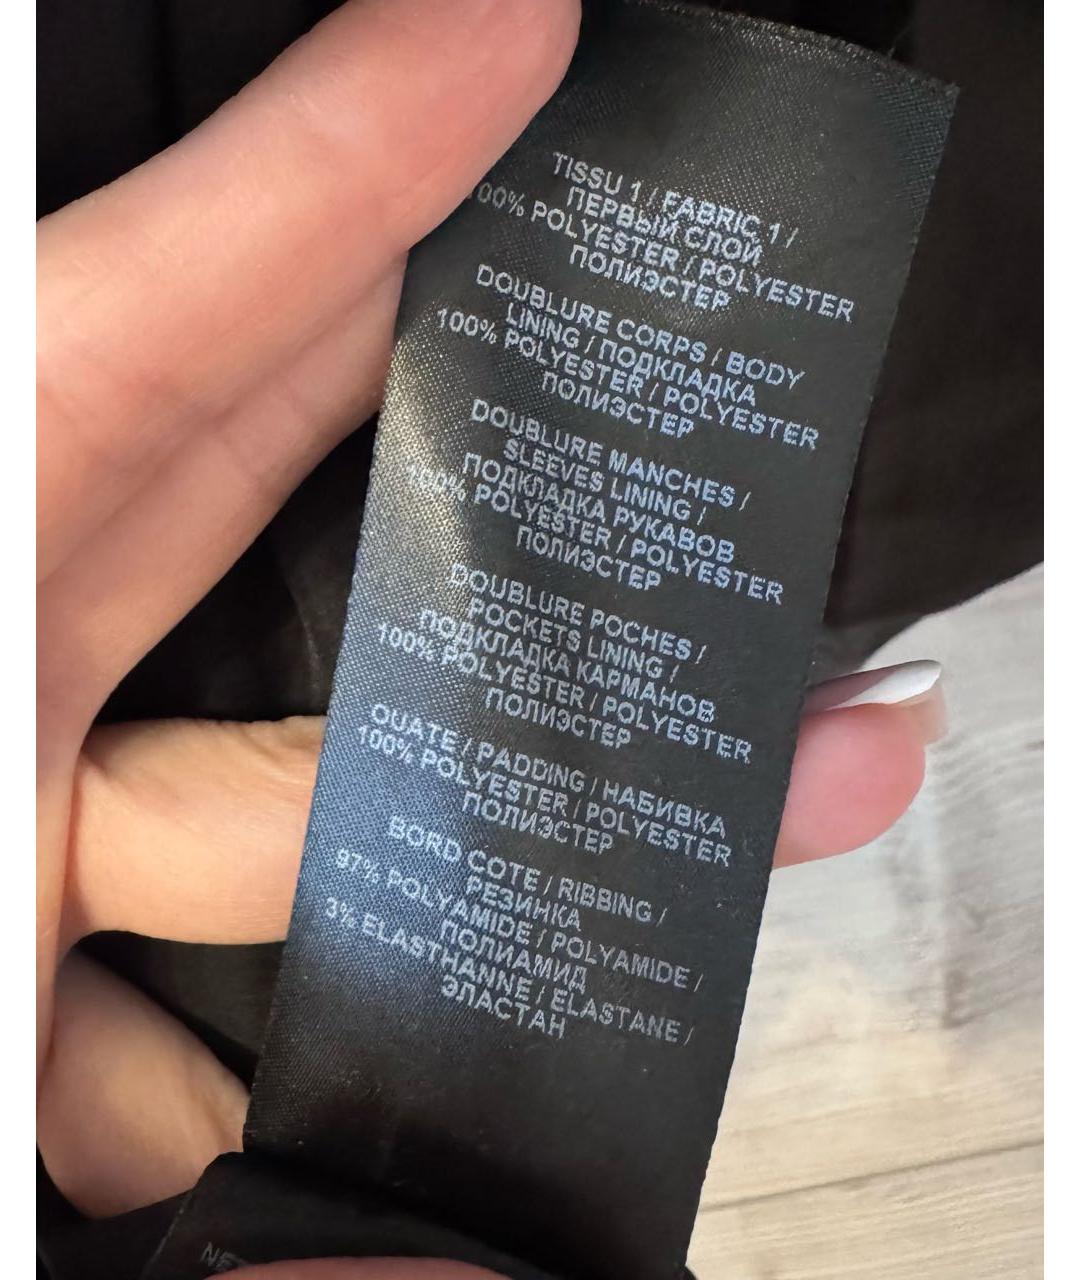 TISSU 1 / FABRIC 1 /
ПЕРВЫЙ СЛОЙ
100% POLYESTER / POLYESTER
ПОЛИЭСТЕР
DOUBLURE CORPS / BODY
LINING / ПОДКЛАДКА
100% POLYESTER / POLYESTER
ПОЛИЭСТЕР
DOUBLURE MANCHES /
SLEEVES LINING /
ПОДКЛАДКА РУКАВОВ
100% POLYESTER / POLYESTER
ПОЛИЭСТЕР
DOUBLURE POCHES /
POCKETS LINING /
ПОДКЛАДКА КАРМАНОВ
100% POLYESTER / POLYESTER
ПОЛИЭСТЕР
OUATE / PADDING / НАБИВКА
100% POLYESTER / POLYESTER
ПОЛИЭСТЕР
BORD COTE / RIBBING /
РЕЗИНКА
97% POLYAMIDE / POLYAMIDE /
ПОЛИАМИД
3% ELASTHANNE / ELASTANE /
ЭЛАСТАН